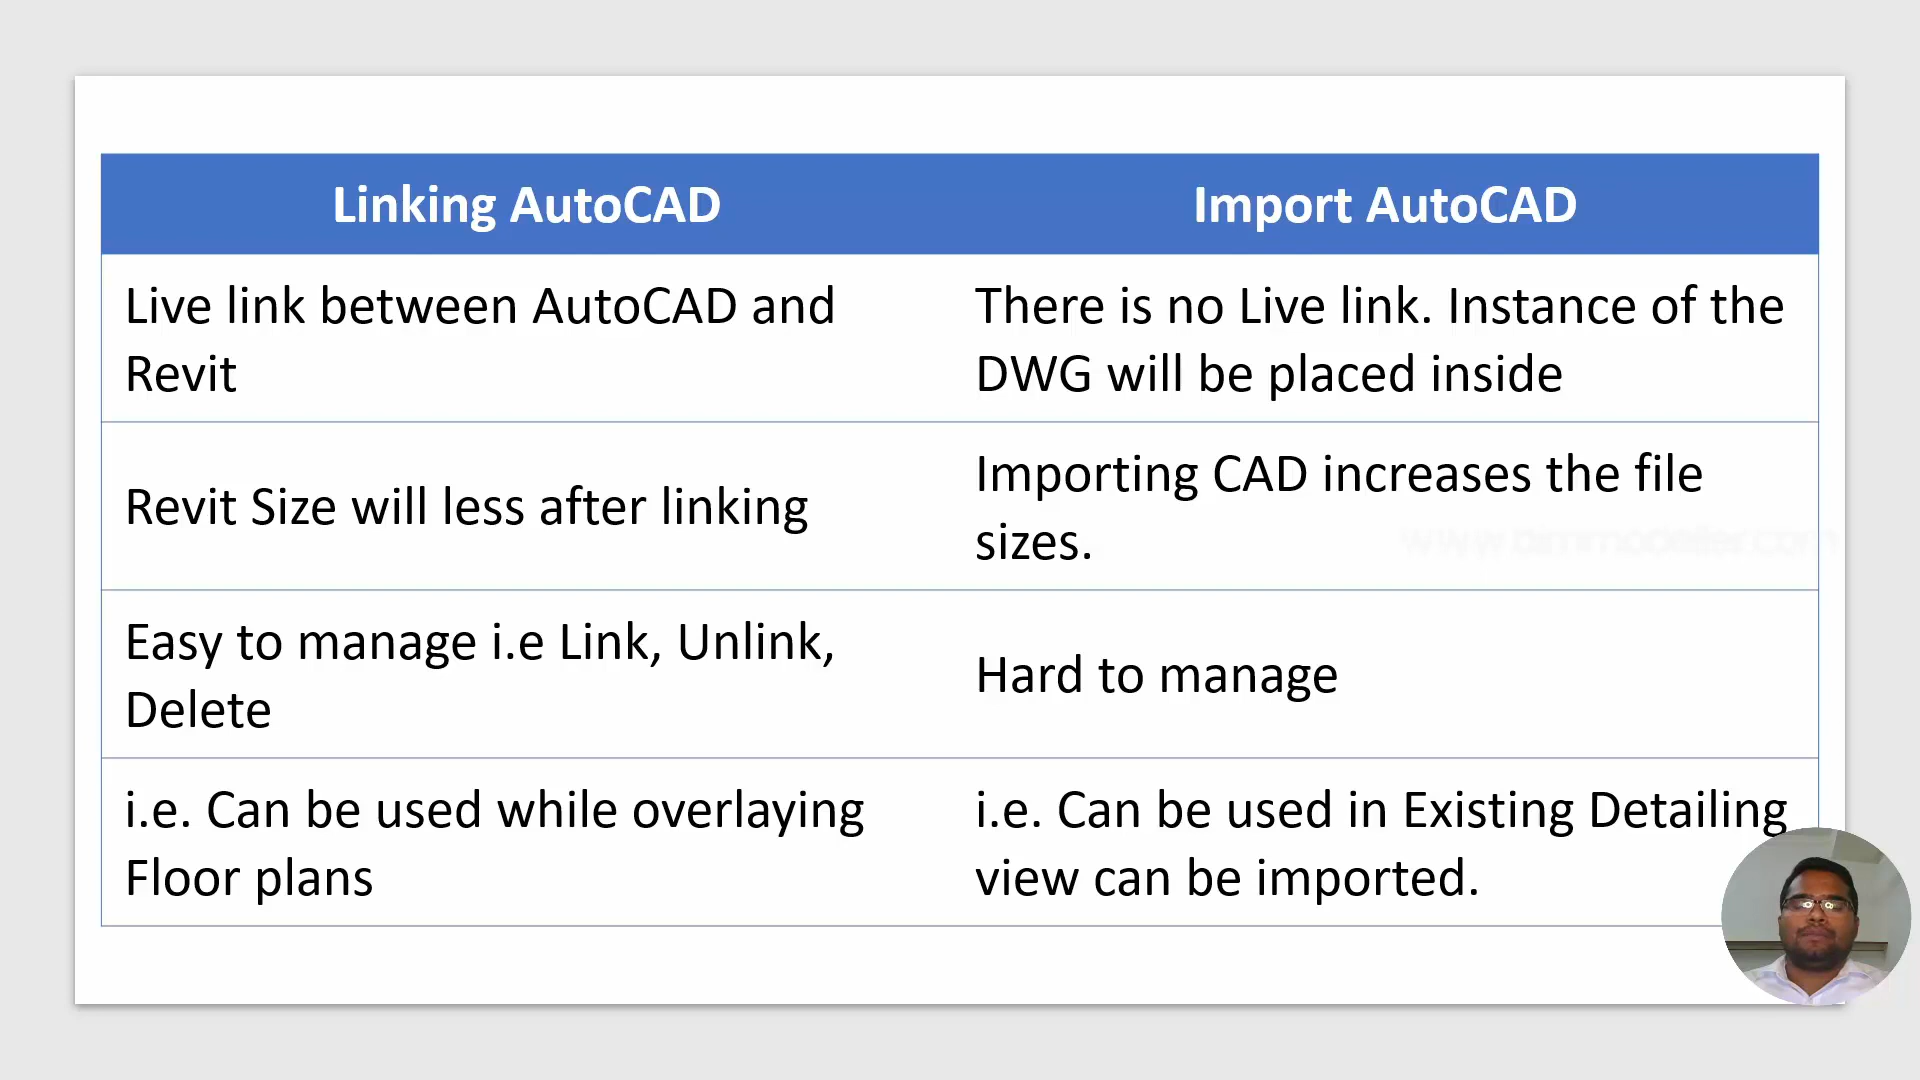 Linking AutoCAD
Import AutoCAD
Live link between AutoCAD and
Revit
There is no Live link. Instance of the
DWG will be placed inside
Revit Size will less after linking
Importing CAD increases the file
sizes.
Easy to manage i.e Link, Unlink,
Delete
Hard to manage
i.e. Can be used while overlaying
Floor plans
i.e. Can be used in Existing Detailing
view can be imported.